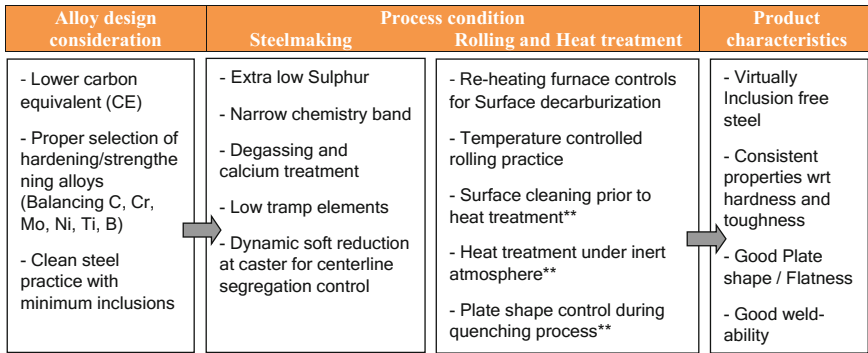 Alloy design
consideration
Process condition
Steelmaking
Rolling and Heat treatment
Product
characteristics
- Lower carbon
equivalent (CE)
- Proper selection of
hardening/strengthe
ning alloys
(Balancing C, Cr,
Mo, Ni, Ti, B)
- Clean steel
practice with
minimum inclusions
- Extra low Sulphur
- Narrow chemistry band
- Degassing and
calcium treatment
- Low tramp elements
- Dynamic soft reduction
at caster for centerline
segregation control
- Re-heating furnace controls
for Surface decarburization
- Temperature controlled
rolling practice
- Surface cleaning prior to
heat treatment**
- Heat treatment under inert
atmosphere**
- Plate shape control during
quenching process**
- Virtually
Inclusion free
steel
- Consistent
properties wrt
hardness and
toughness
- Good Plate
shape / Flatness
- Good weld-
ability